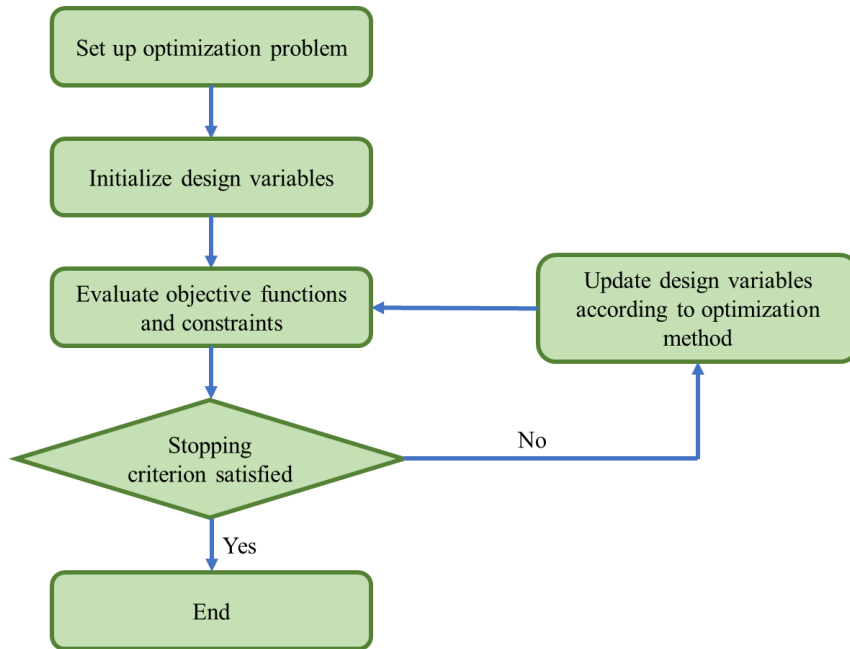 Set up optimization problem
Initialize design variables
Evaluate objective functions
and constraints
Update design variables
according to optimization
method
Stopping
criterion satisfied
No
Yes
End